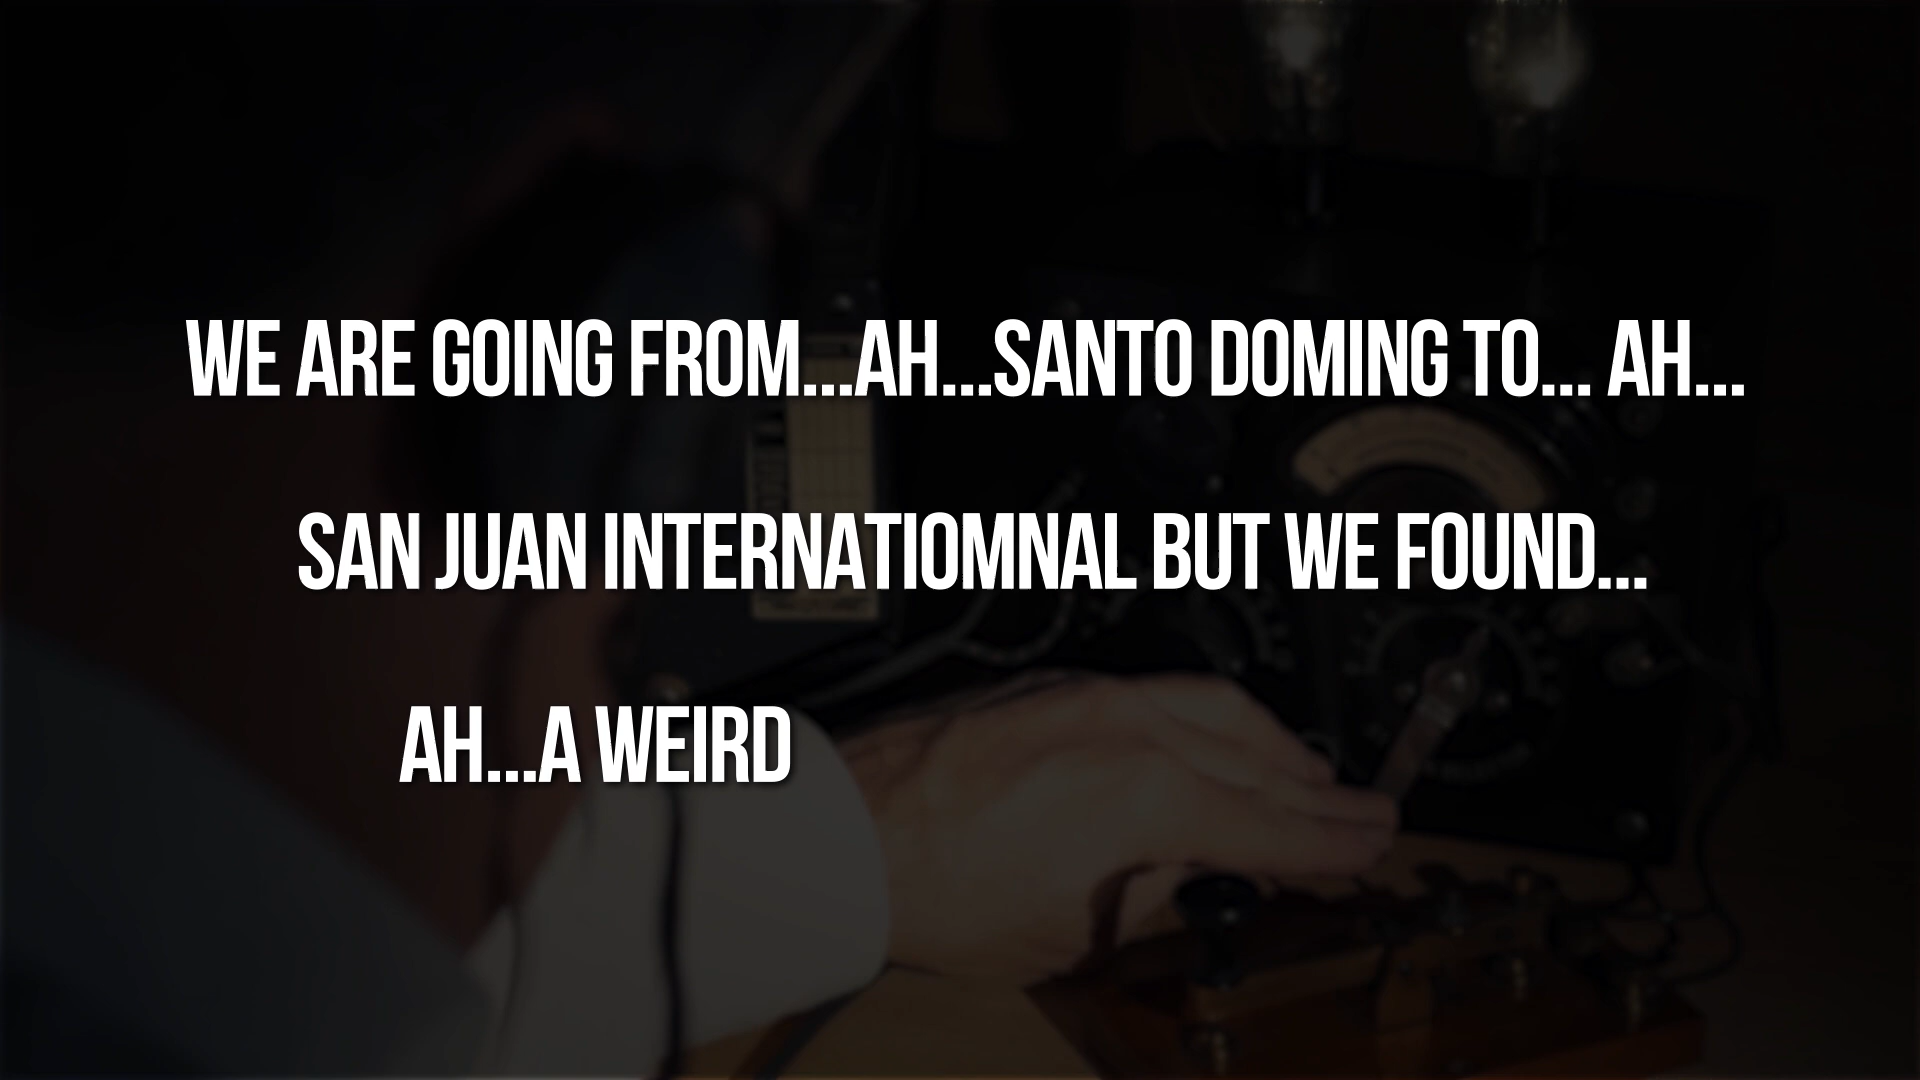 WE ARE GOING FROM...AH...SANTO DOMING TO... AH...
SAN JUAN INTERNATIOMNAL BUT WE FOUND...
AH...A WEIRD